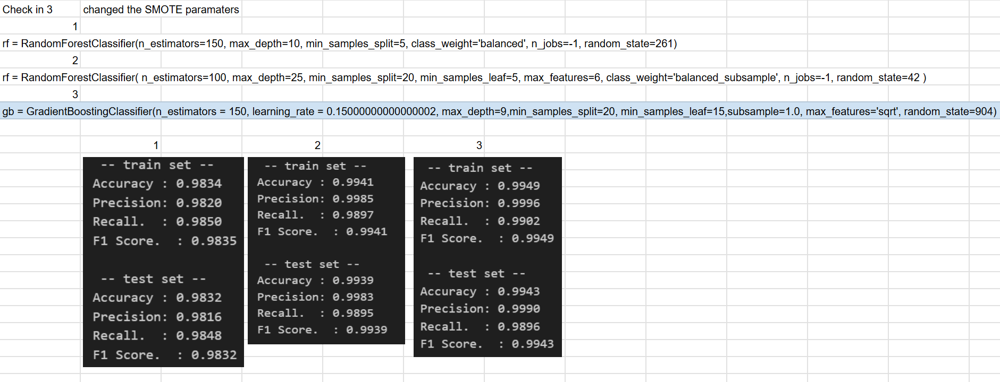 Check in 3 changed the SMOTE paramaters
1
rf = RandomForestClassifier(n_estimators=150, max_depth=10, min_samples_split=5, class_weight='balanced', n_jobs=-1, random_state=261)
2
rf = RandomForestClassifier( n_estimators=100, max_depth=25, min_samples_split=20, min_samples_leaf=5, max_features=6, class_weight='balanced_subsample', n_jobs=-1, random_state=42 )
3
gb = GradientBoostingClassifier(n_estimators = 150, learning_rate = 0.15000000000000002, max_depth=9,min_samples_split=20, min_samples_leaf=15,subsample=1.0, max_features='sqrt', random_state=904)
1 2 3
-- train set --
Accuracy : 0.9834
Precision: 0.9820
Recall. : 0.9850
F1 Score. : 0.9835
-- test set --
Accuracy : 0.9832
Precision: 0.9816
Recall. : 0.9848
F1 Score. : 0.9832
-- train set --
Accuracy : 0.9941
Precision: 0.9985
Recall. : 0.9897
F1 Score. : 0.9941
-- test set --
Accuracy : 0.9939
Precision: 0.9983
Recall. : 0.9895
F1 Score. : 0.9939
-- train set --
Accuracy : 0.9949
Precision: 0.9996
Recall. : 0.9902
F1 Score. : 0.9949
-- test set --
Accuracy : 0.9943
Precision: 0.9990
Recall. : 0.9896
F1 Score. : 0.9943